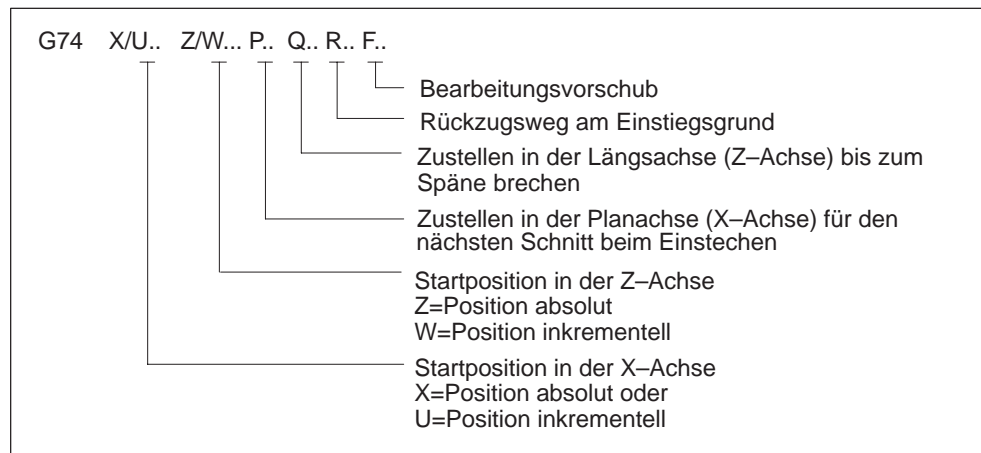 G74 X/U.. Z/W... P.. Q.. R.. F..
Bearbeitungsvorschub
Rückzugsweg am Einstiegsgrund
Zustellen in der Längsachse (Z–Achse) bis zum
Späne brechen
Zustellen in der Planachse (X–Achse) für den
nächsten Schnitt beim Einstechen
Startposition in der Z–Achse
Z=Position absolut
W=Position inkrementell
Startposition in der X–Achse
X=Position absolut oder
U=Position inkrementell